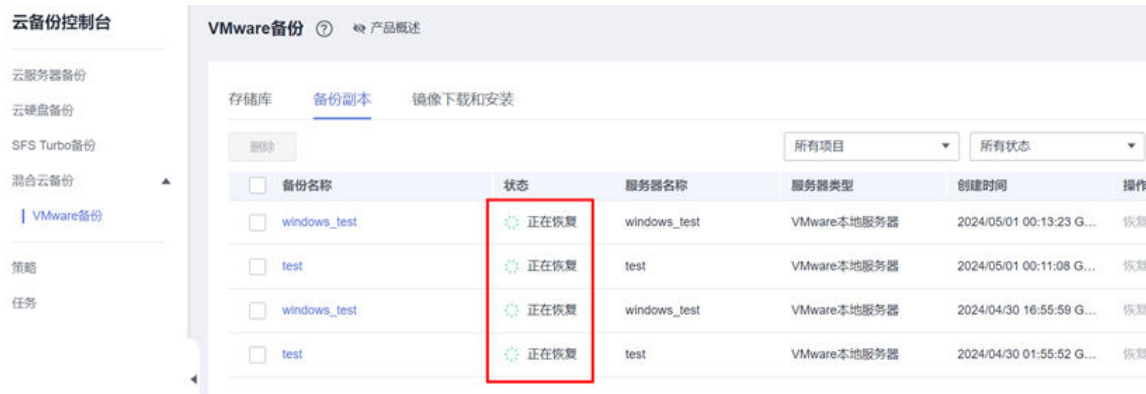 云备份控制台
云服务器备份
云硬盘备份
SFS Turbo备份
混合云备份
VMware备份
策略
任务
VMware备份 ? 产品概述
存储库 备份副本 镜像下载和安装
删除 所有项目 所有状态
备份名称 状态 服务器名称 服务器类型 创建时间 操作
windows_test 正在恢复 windows_test VMware本地服务器 2024/05/01 00:13:23 G... 恢复
test 正在恢复 test VMware本地服务器 2024/05/01 00:11:08 G... 恢复
windows_test 正在恢复 windows_test VMware本地服务器 2024/04/30 16:55:59 G... 恢复
test 正在恢复 test VMware本地服务器 2024/04/30 01:55:52 G... 恢复